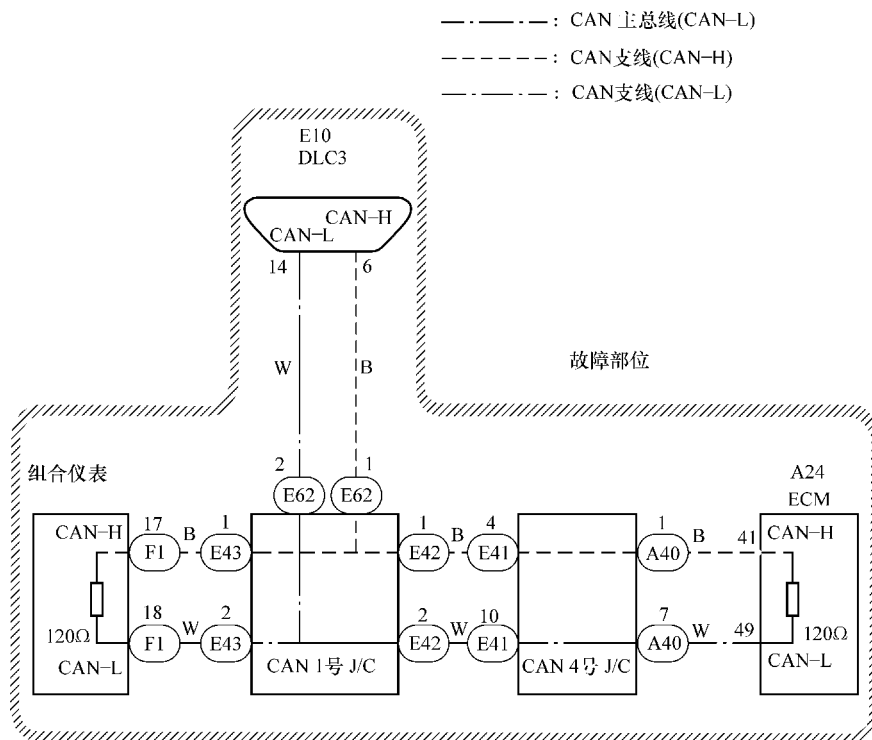 : CAN 主总线(CAN–L)
: CAN支线(CAN–H)
: CAN支线(CAN–L)
E10
DLC3
CAN–H
CAN–L
14
6
W
B
故障部位
组合仪表
2
1
A24
ECM
E62
E62
CAN–H
17
B
1
1
B
4
1
B
41
CAN–H
F1
E43
E42
E41
A40
18
W
2
2
W
10
7
W
49
120Ω
F1
E43
E42
E41
A40
120Ω
CAN–L
CAN 1号 J/C
CAN 4号 J/C
CAN–L